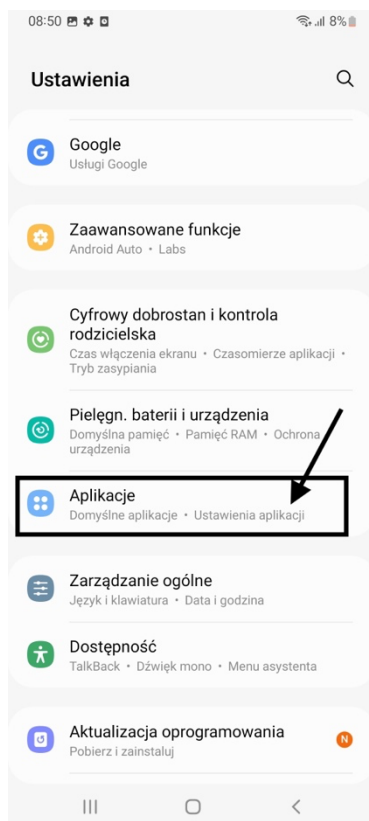 08:50 8%
Ustawienia
Google
Usługi Google
Zaawansowane funkcje
Android Auto • Labs
Cyfrowy dobrostan i kontrola
rodzicielska
Czas włączenia ekranu • Czasomierze aplikacji •
Tryb zasypiania
Pielęgn. baterii i urządzenia
Domyślna pamięć • Pamięć RAM • Ochrona
urządzenia
Aplikacje
Domyślne aplikacje • Ustawienia aplikacji
Zarządzanie ogólne
Język i klawiatura • Data i godzina
Dostępność
TalkBack • Dźwięk mono • Menu asystenta
Aktualizacja oprogramowania
N
Pobierz i zainstaluj